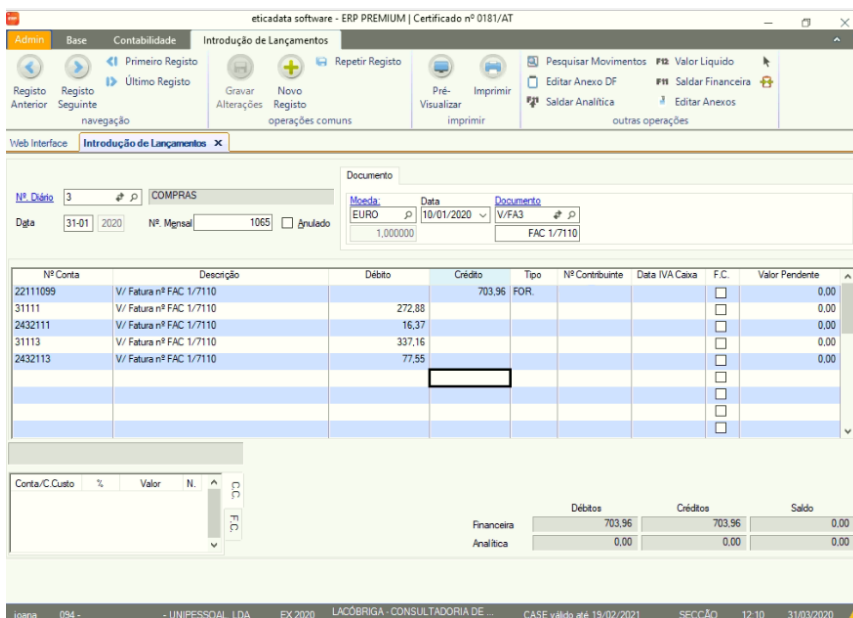 eticadata software - ERP PREMIUM | Certificado nº 0181/AT
Admin Base Contabilidade Introdução de Lançamentos
Registo Anterior
Registo Seguinte
Primeiro Registo
Último Registo
navegação
Gravar Alterações
Novo Registo
Repetir Registo
operações comuns
Pré-Visualizar
Imprimir
imprimir
Pesquisar Movimentos F12 Valor Liquido
Editar Anexo DF F11 Saldar Financeira
Saldar Analítica Editar Anexos
outras operações
Web Interface Introdução de Lançamentos X
Documento
Nº. Diário 3 COMPRAS
Data 31-01 2020 Nº. Mensal 1065 Anulado
Moeda: Data Documento
EURO 10/01/2020 V/FA3
1,000000 FAC 1/7110
Nº Conta Descrição Débito Crédito Tipo Nº Contribuinte Data IVA Caixa F.C. Valor Pendente
22111099 V/ Fatura nº FAC 1/7110 703,96 FOR. 0,00
31111 V/ Fatura nº FAC 1/7110 272,88 0,00
2432111 V/ Fatura nº FAC 1/7110 16,37 0,00
31113 V/ Fatura nº FAC 1/7110 337,16 0,00
2432113 V/ Fatura nº FAC 1/7110 77,55 0,00
Conta/C.Custo % Valor N.
C.C.
F.C.
Débitos Créditos Saldo
Financeira 703,96 703,96 0,00
Analítica 0,00 0,00 0,00
joana 094 - - UNIPESSOAL, LDA EX 2020 LACÓBRIGA - CONSULTADORIA DE ... CASE válido até 19/02/2021 SECCÃO 12:10 31/03/2020